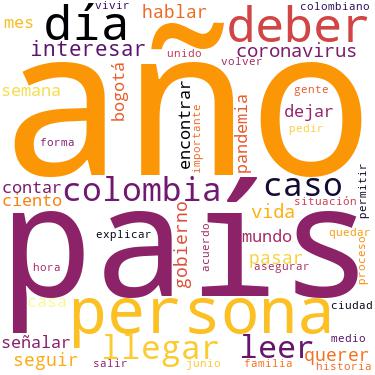 vivir
colombiano
mes
día
hablar
deber
interesar
unido
volver
coronavirus
año
semana
bogotá
encontrar
importante
pandemia
gente
dejar
forma
pedir
contar
colombia
caso
permitir
ciento
gobierno
vida
situación
país
explicar
acuerdo
mundo
quedar
proceso
hora
pasar
asegurar
casa
persona
ciudad
señalar
llegar
leer
medio
seguir
salir
junio
familia
querer
historia